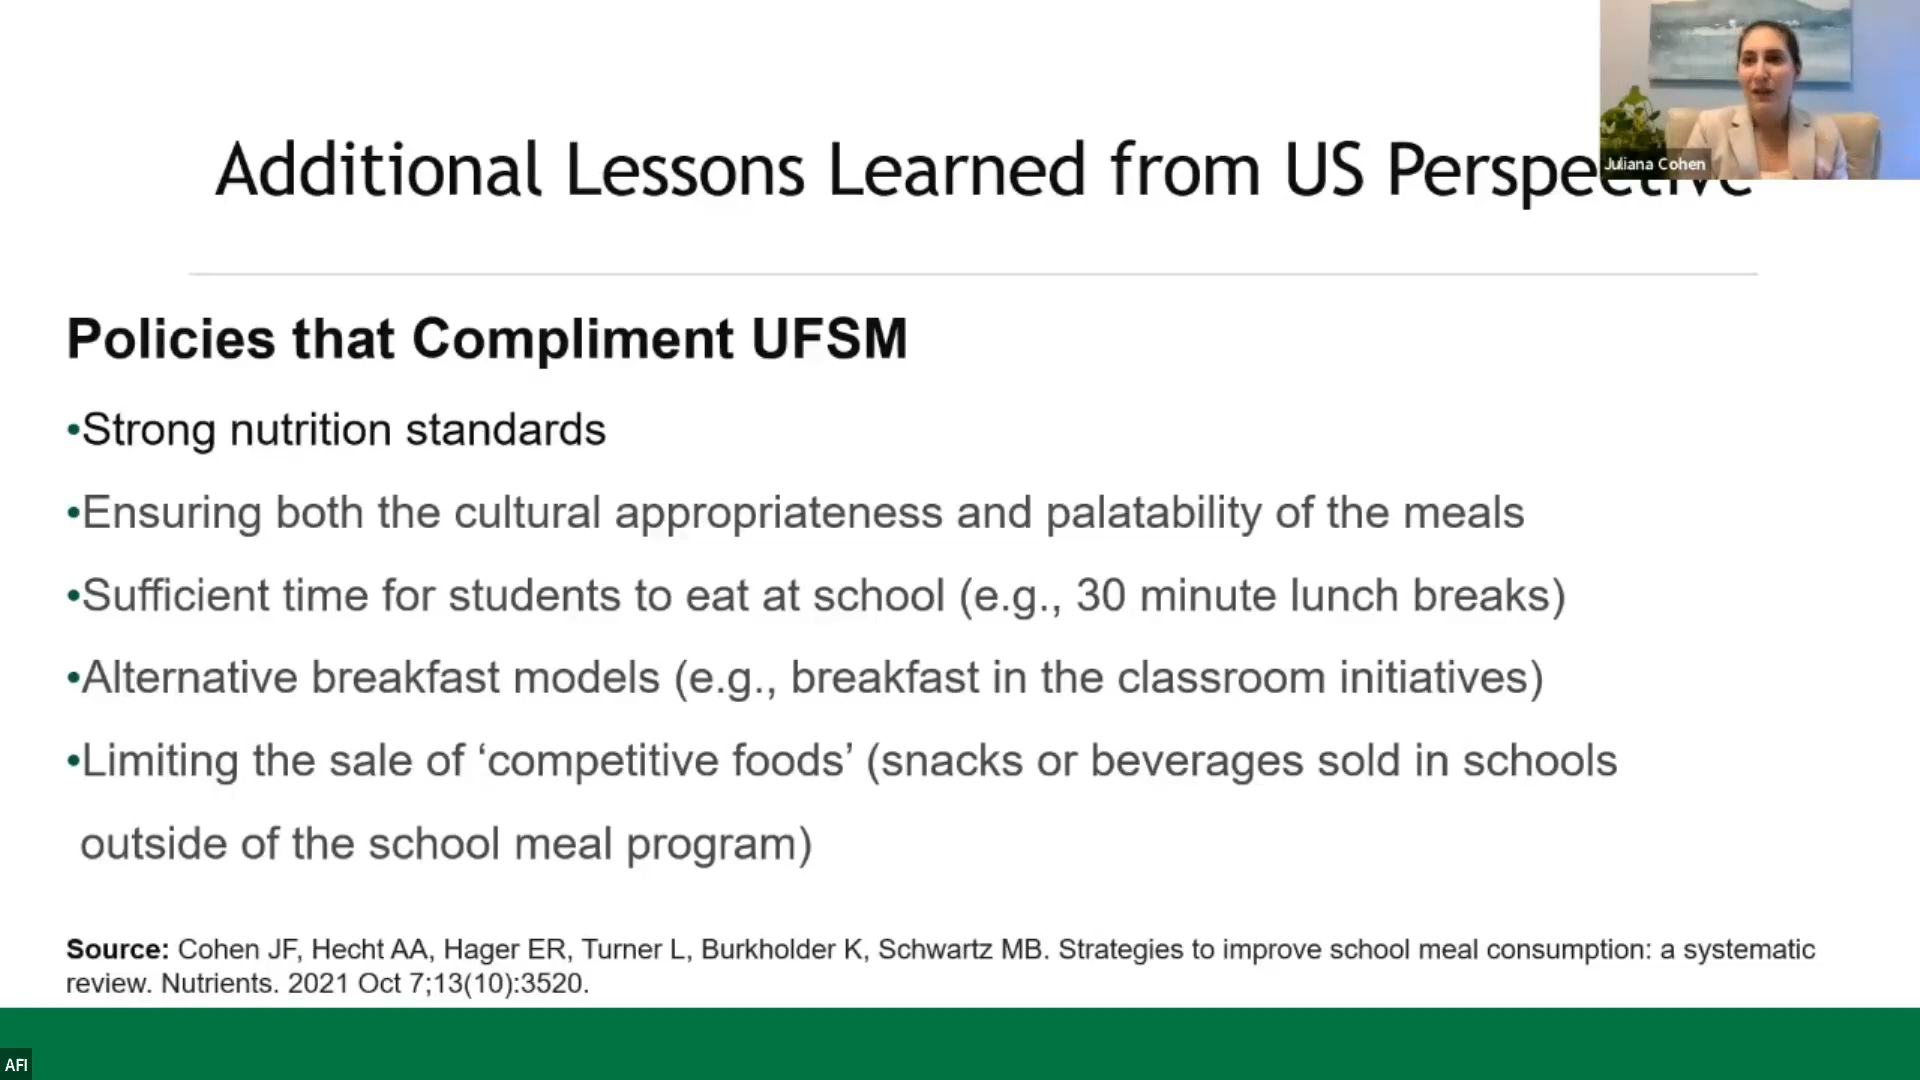 Additional Lessons Learned from US Perspective
Juliana Cohen
Policies that Compliment UFSM
•Strong nutrition standards
•Ensuring both the cultural appropriateness and palatability of the meals
•Sufficient time for students to eat at school (e.g., 30 minute lunch breaks)
•Alternative breakfast models (e.g., breakfast in the classroom initiatives)
•Limiting the sale of ‘competitive foods’ (snacks or beverages sold in schools
outside of the school meal program)
Source: Cohen JF, Hecht AA, Hager ER, Turner L, Burkholder K, Schwartz MB. Strategies to improve school meal consumption: a systematic
review. Nutrients. 2021 Oct 7;13(10):3520.
AFI